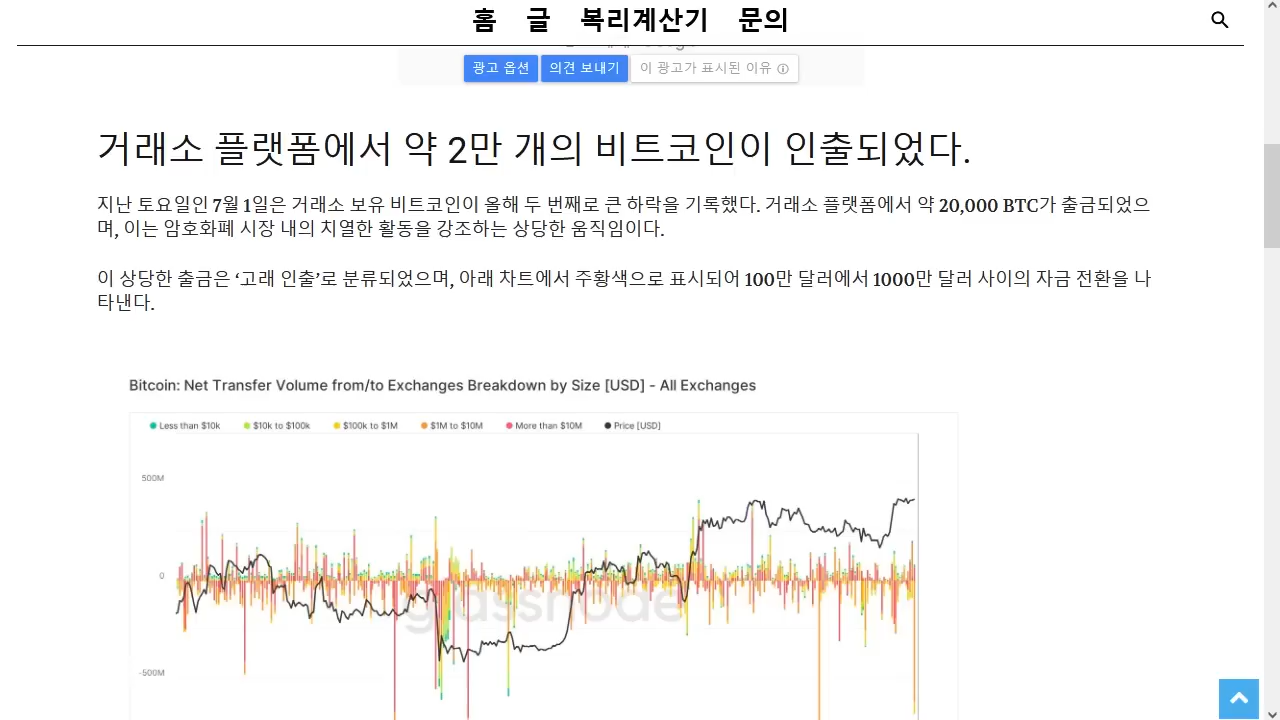 홈 글 복리계산기 문의
광고 옵션 의견 보내기 이 광고가 표시된 이유 ⓘ
거래소 플랫폼에서 약 2만 개의 비트코인이 인출되었다.
지난 토요일인 7월 1일은 거래소 보유 비트코인이 올해 두 번째로 큰 하락을 기록했다. 거래소 플랫폼에서 약 20,000 BTC가 출금되었으
며, 이는 암호화폐 시장 내의 치열한 활동을 강조하는 상당한 움직임이다.
이 상당한 출금은 ‘고래 인출’로 분류되었으며, 아래 차트에서 주황색으로 표시되어 100만 달러에서 1000만 달러 사이의 자금 전환을 나
타낸다.
Bitcoin: Net Transfer Volume from/to Exchanges Breakdown by Size [USD] - All Exchanges
Less than $10k $10k to $100k $100k to $1M $1M to $10M More than $10M Price [USD]
500M
0
glassnode
-500M